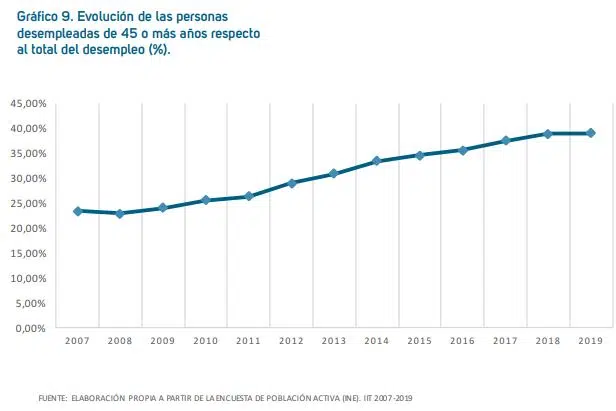 Gráfico 9. Evolución de las personas
desempleadas de 45 o más años respecto
al total del desempleo (%).
45,00%
40,00%
35,00%
30,00%
25,00%
20,00%
15,00%
10,00%
5,00%
0,00%
2007 2008 2009 2010 2011 2012 2013 2014 2015 2016 2017 2018 2019
FUENTE: ELABORACIÓN PROPIA A PARTIR DE LA ENCUESTA DE POBLACIÓN ACTIVA (INE). IIT 2007-2019